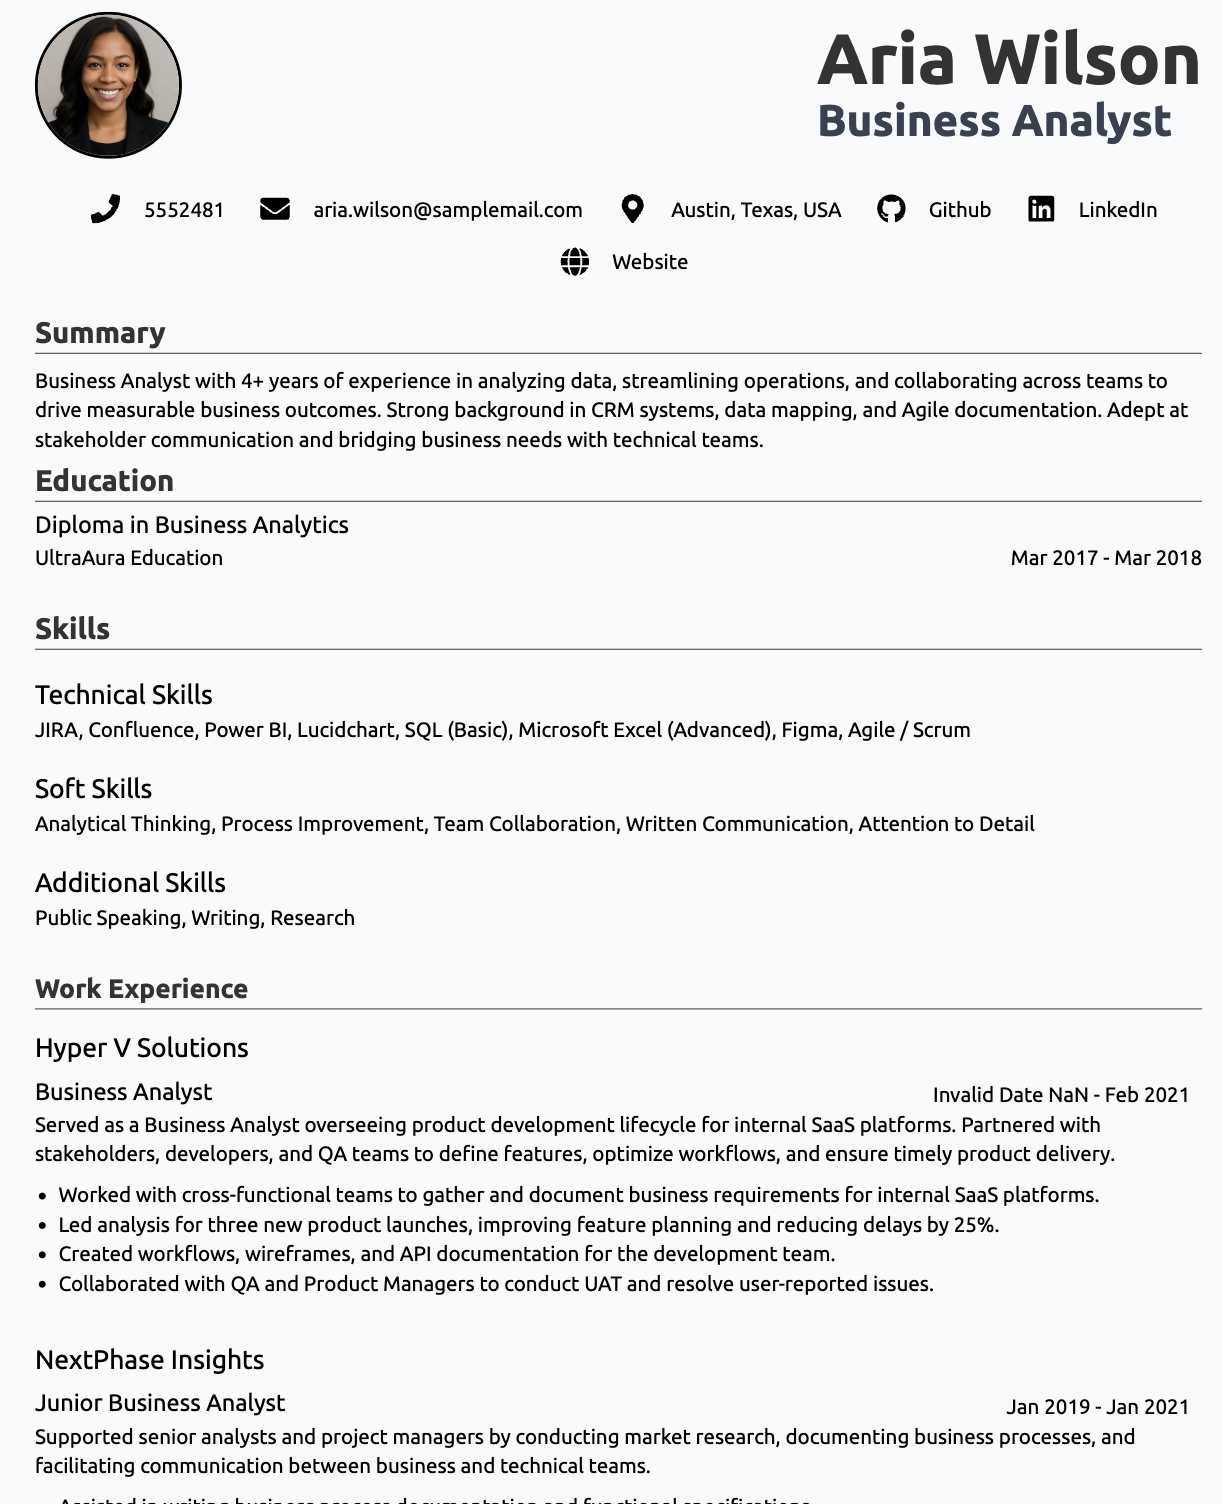 Aria Wilson
Business Analyst
5552481 aria.wilson@samplemail.com Austin, Texas, USA Github LinkedIn
Website
Summary
Business Analyst with 4+ years of experience in analyzing data, streamlining operations, and collaborating across teams to
drive measurable business outcomes. Strong background in CRM systems, data mapping, and Agile documentation. Adept at
stakeholder communication and bridging business needs with technical teams.
Education
Diploma in Business Analytics
UltraAura Education Mar 2017 - Mar 2018
Skills
Technical Skills
JIRA, Confluence, Power BI, Lucidchart, SQL (Basic), Microsoft Excel (Advanced), Figma, Agile / Scrum
Soft Skills
Analytical Thinking, Process Improvement, Team Collaboration, Written Communication, Attention to Detail
Additional Skills
Public Speaking, Writing, Research
Work Experience
Hyper V Solutions
Business Analyst Invalid Date NaN - Feb 2021
Served as a Business Analyst overseeing product development lifecycle for internal SaaS platforms. Partnered with
stakeholders, developers, and QA teams to define features, optimize workflows, and ensure timely product delivery.
• Worked with cross-functional teams to gather and document business requirements for internal SaaS platforms.
• Led analysis for three new product launches, improving feature planning and reducing delays by 25%.
• Created workflows, wireframes, and API documentation for the development team.
• Collaborated with QA and Product Managers to conduct UAT and resolve user-reported issues.
NextPhase Insights
Junior Business Analyst Jan 2019 - Jan 2021
Supported senior analysts and project managers by conducting market research, documenting business processes, and
facilitating communication between business and technical teams.
Assisted in writing business process documentation and functional specifications.